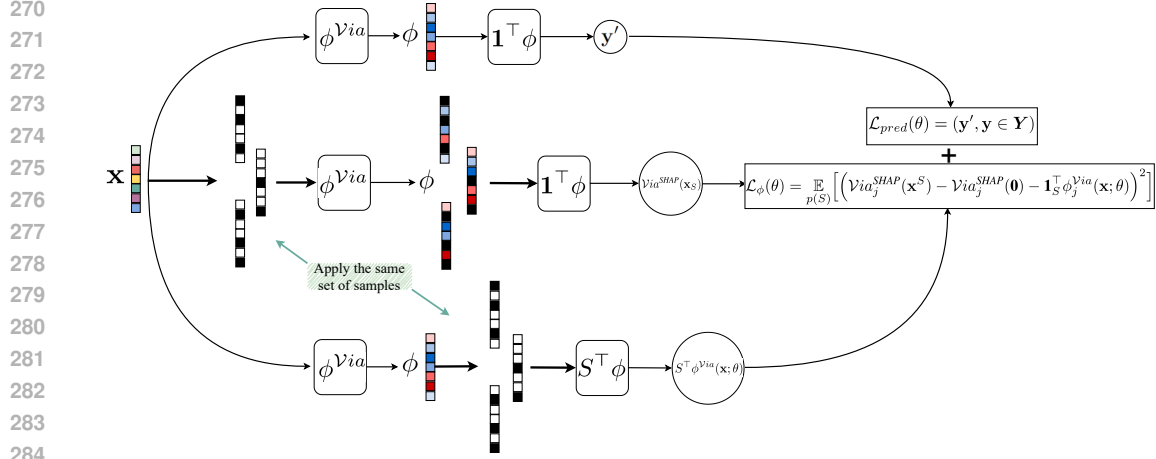 270
271
272
273
274
275
276
277
278
279
280
281
282
283
284
ϕ^{Via} ϕ 1^⊤ϕ y′
L_{pred}(θ) = (y′, y ∈ Y)
+
x ϕ^{Via} ϕ 1^⊤ϕ Via^{SHAP}(x_S) L_ϕ(θ) = E_{p(S)}[(Via_j^{SHAP}(x^S) − Via_j^{SHAP}(0) − 1_S^⊤ϕ_j^{Via}(x; θ))^2]
Apply the same
set of samples
ϕ^{Via} ϕ S^⊤ϕ S^⊤ϕ^{Via}(x; θ)